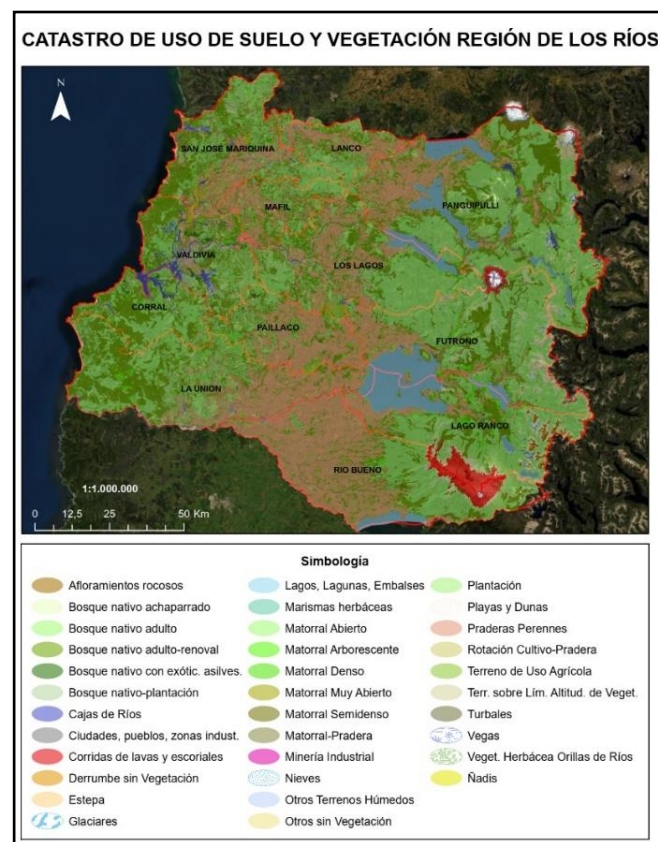 CATASTRO DE USO DE SUELO Y VEGETACIÓN REGIÓN DE LOS RÍOS
N
SAN JOSÉ MARIQUINA
LANCO
MAFIL
PANGUIPULLI
VALDIVIA
LOS LAGOS
CORRAL
PAILLACO
FUTRONO
LA UNION
LAGO RANCO
RIO BUENO
1:1.000.000
0 12,5 25 50 Km
Simbología
Afloramientos rocosos
Bosque nativo achaparrado
Bosque nativo adulto
Bosque nativo adulto-renoval
Bosque nativo con exótic. asilves.
Bosque nativo-plantación
Cajas de Ríos
Ciudades, pueblos, zonas indust.
Corridas de lavas y escoriales
Derrumbe sin Vegetación
Estepa
Glaciares
Lagos, Lagunas, Embalses
Marismas herbáceas
Matorral Abierto
Matorral Arborescente
Matorral Denso
Matorral Muy Abierto
Matorral Semidenso
Matorral-Pradera
Minería Industrial
Nieves
Otros Terrenos Húmedos
Otros sin Vegetación
Plantación
Playas y Dunas
Praderas Perennes
Rotación Cultivo-Pradera
Terreno de Uso Agrícola
Terr. sobre Lím. Altitud. de Veget.
Turbales
Vegas
Veget. Herbácea Orillas de Ríos
Ñadis